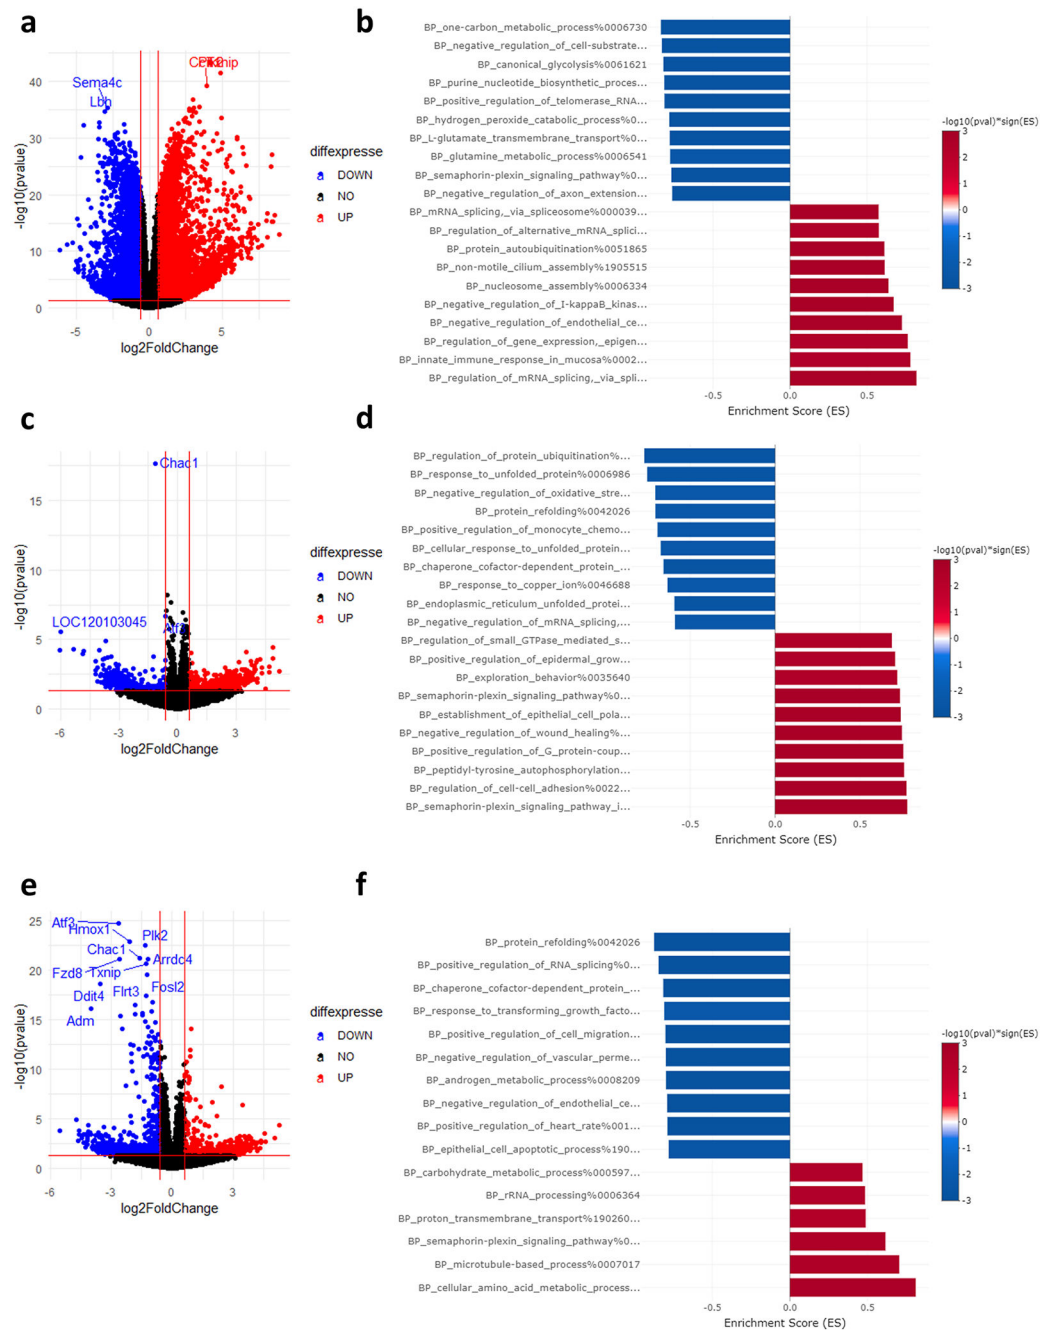 a
40
30
20
10
0
-5
0
5
-log10(pvalue)
log2FoldChange
Sema4c
Lbh
diffexpresse
a DOWN
a NO
a UP
b
BP_one-carbon_metabolic_process%0006730
BP_negative_regulation_of_cell-substrate...
BP_canonical_glycolysis%0061621
BP_purine_nucleotide_biosynthetic_proces...
BP_positive_regulation_of_telomerase_RNA...
BP_hydrogen_peroxide_catabolic_process%0...
BP_L-glutamate_transmembrane_transport%0...
BP_glutamine_metabolic_process%0006541
BP_semaphorin-plexin_signaling_pathway%0...
BP_negative_regulation_of_axon_extension...
BP_mRNA_splicing,_via_spliceosome%000039...
BP_regulation_of_alternative_mRNA_splici...
BP_protein_autoubiquitination%0051865
BP_non-motile_cilium_assembly%1905515
BP_nucleosome_assembly%0006334
BP_negative_regulation_of_I-kappaB_kinas...
BP_negative_regulation_of_endothelial_ce...
BP_regulation_of_gene_expression,_epigen...
BP_innate_immune_response_in_mucosa%0002...
BP_regulation_of_mRNA_splicing,_via_spli...
-0.5
0.0
0.5
Enrichment Score (ES)
-log10(pval)*sign(ES)
3
2
1
0
-1
-2
-3
c
15
10
5
0
-6
-3
0
3
-log10(pvalue)
log2FoldChange
Chac1
LOC120103045
Atf3
diffexpresse
a DOWN
a NO
a UP
d
BP_regulation_of_protein_ubiquitination%...
BP_response_to_unfolded_protein%0006986
BP_negative_regulation_of_oxidative_stre...
BP_protein_refolding%0042026
BP_positive_regulation_of_monocyte_chemo...
BP_cellular_response_to_unfolded_protein...
BP_chaperone_cofactor-dependent_protein_...
BP_response_to_copper_ion%0046688
BP_endoplasmic_reticulum_unfolded_protei...
BP_negative_regulation_of_mRNA_splicing,...
BP_regulation_of_small_GTPase_mediated_s...
BP_positive_regulation_of_epidermal_grow...
BP_exploration_behavior%0035640
BP_semaphorin-plexin_signaling_pathway%0...
BP_establishment_of_epithelial_cell_pola...
BP_negative_regulation_of_wound_healing%...
BP_positive_regulation_of_G_protein-coup...
BP_peptidyl-tyrosine_autophosphorylation...
BP_regulation_of_cell-cell_adhesion%0022...
BP_semaphorin-plexin_signaling_pathway_i...
-0.5
0.0
0.5
Enrichment Score (ES)
-log10(pval)*sign(ES)
3
2
1
0
-1
-2
-3
e
25
20
15
10
5
0
-6
-3
0
3
-log10(pvalue)
log2FoldChange
Atf3
Hmox1
Plk2
Chac1
Arrdc4
Fzd8
Txnip
Ddit4
Flrt3
Fosl2
Adm
diffexpresse
a DOWN
a NO
a UP
f
BP_protein_refolding%0042026
BP_positive_regulation_of_RNA_splicing%0...
BP_chaperone_cofactor-dependent_protein_...
BP_response_to_transforming_growth_facto...
BP_positive_regulation_of_cell_migration...
BP_negative_regulation_of_vascular_perme...
BP_androgen_metabolic_process%0008209
BP_negative_regulation_of_endothelial_ce...
BP_positive_regulation_of_heart_rate%001...
BP_epithelial_cell_apoptotic_process%190...
BP_carbohydrate_metabolic_process%000597...
BP_rRNA_processing%0006364
BP_proton_transmembrane_transport%190260...
BP_semaphorin-plexin_signaling_pathway%0...
BP_microtubule-based_process%0007017
BP_cellular_amino_acid_metabolic_process...
-0.5
0.0
0.5
Enrichment Score (ES)
-log10(pval)*sign(ES)
3
2
1
0
-1
-2
-3